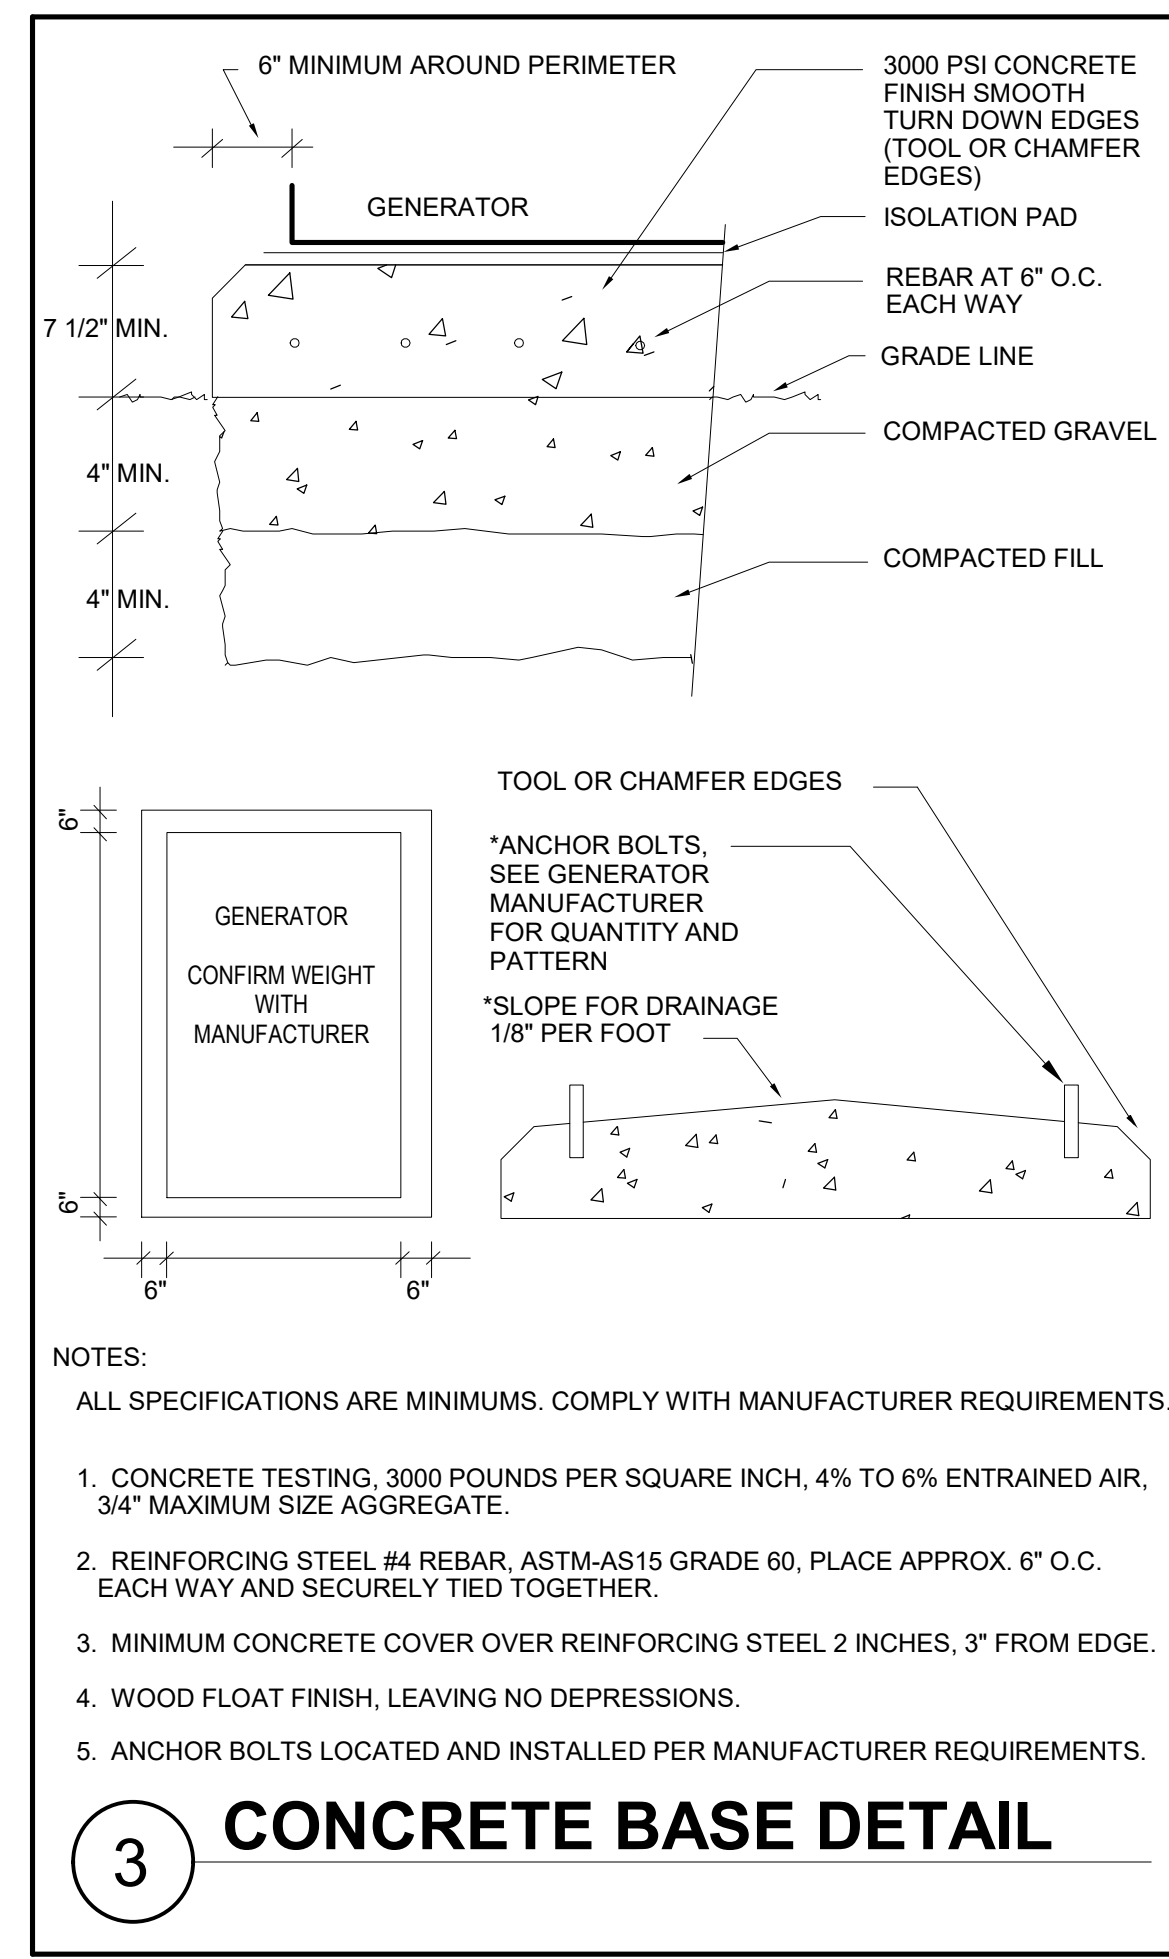 6" MINIMUM AROUND PERIMETER
3000 PSI CONCRETE
FINISH SMOOTH
TURN DOWN EDGES
(TOOL OR CHAMFER
EDGES)
GENERATOR
ISOLATION PAD
REBAR AT 6" O.C.
EACH WAY
7 1/2" MIN.
GRADE LINE
COMPACTED GRAVEL
4" MIN.
COMPACTED FILL
4" MIN.
TOOL OR CHAMFER EDGES
*ANCHOR BOLTS,
SEE GENERATOR
MANUFACTURER
FOR QUANTITY AND
PATTERN
*SLOPE FOR DRAINAGE
1/8" PER FOOT
6"
GENERATOR
CONFIRM WEIGHT
WITH
MANUFACTURER
6"
6"
6"
NOTES:
ALL SPECIFICATIONS ARE MINIMUMS. COMPLY WITH MANUFACTURER REQUIREMENTS.
1. CONCRETE TESTING, 3000 POUNDS PER SQUARE INCH, 4% TO 6% ENTRAINED AIR,
3/4" MAXIMUM SIZE AGGREGATE.
2. REINFORCING STEEL #4 REBAR, ASTM-AS15 GRADE 60, PLACE APPROX. 6" O.C.
EACH WAY AND SECURELY TIED TOGETHER.
3. MINIMUM CONCRETE COVER OVER REINFORCING STEEL 2 INCHES, 3" FROM EDGE.
4. WOOD FLOAT FINISH, LEAVING NO DEPRESSIONS.
5. ANCHOR BOLTS LOCATED AND INSTALLED PER MANUFACTURER REQUIREMENTS.
3
CONCRETE BASE DETAIL